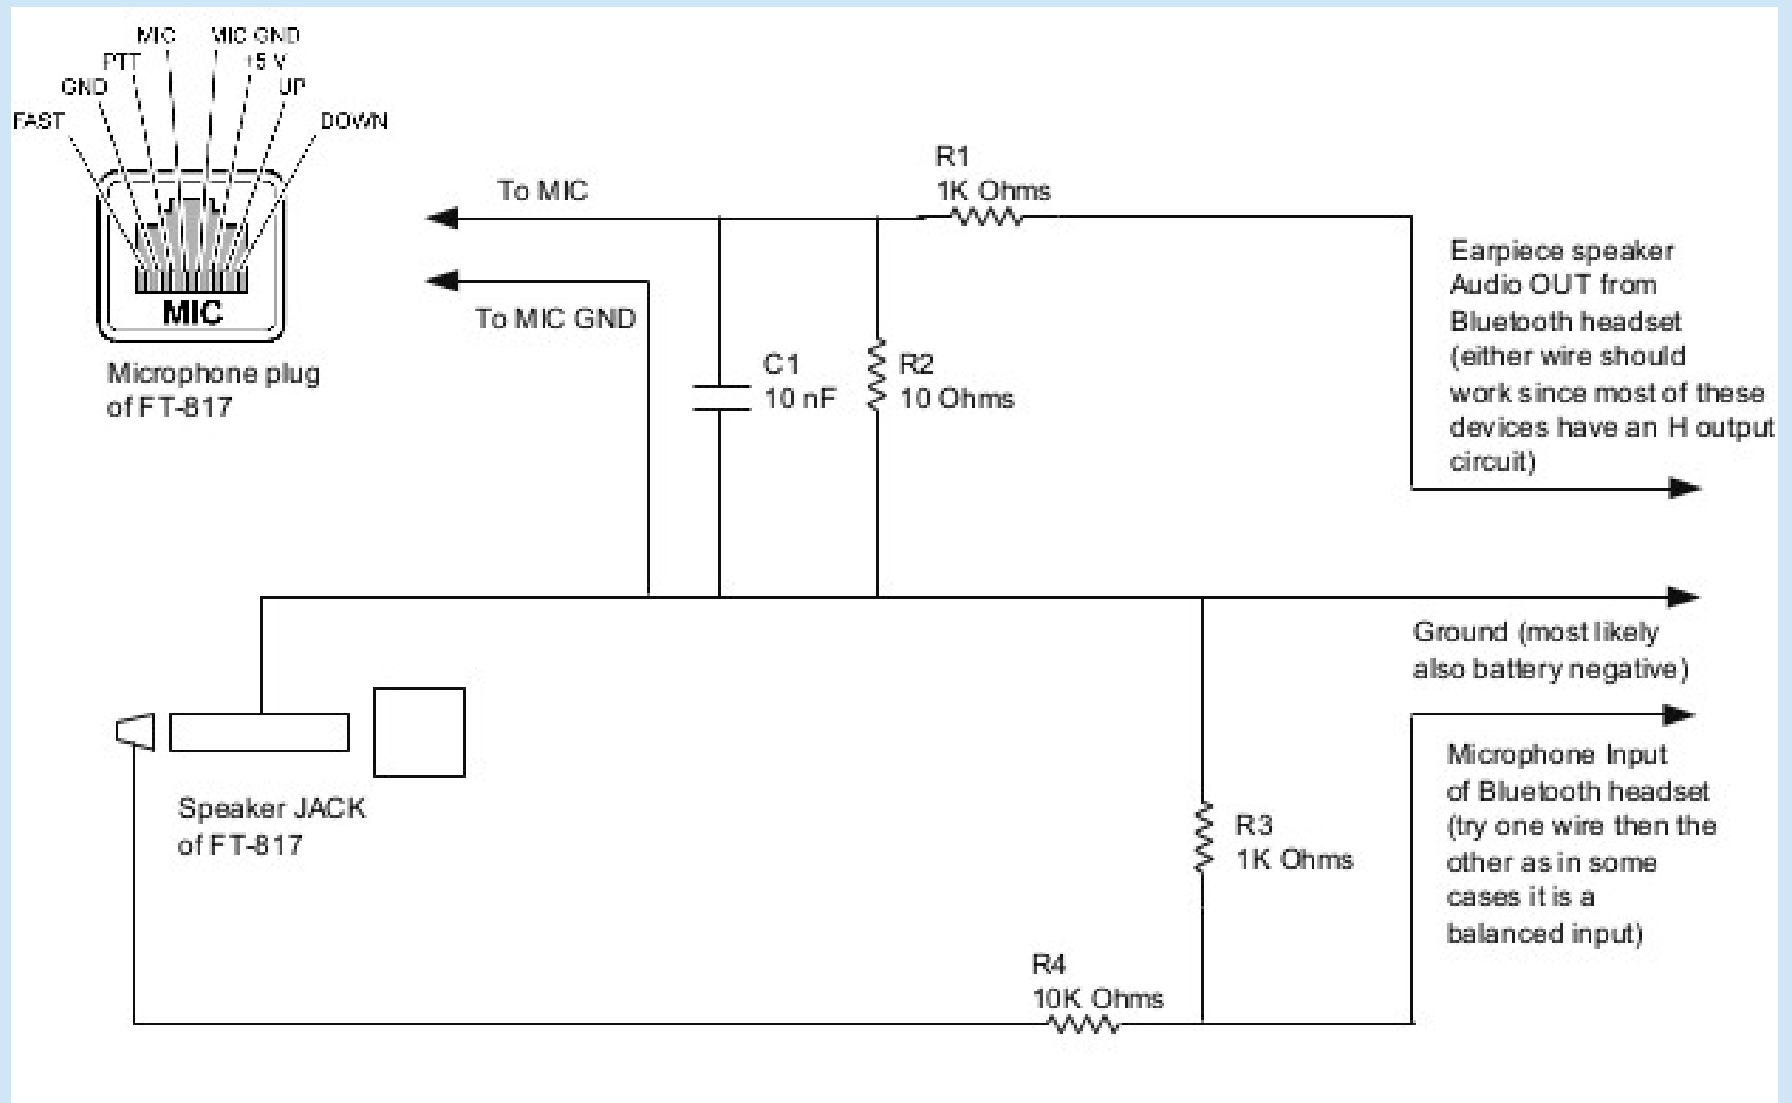 MIC
MIC GND
PTT
+5 V
GND
UP
FAST
DOWN
MIC
Microphone plug
of FT-817
To MIC
To MIC GND
R1
1K Ohms
C1
10 nF
R2
10 Ohms
Earpiece speaker
Audio OUT from
Bluetooth headset
(either wire should
work since most of these
devices have an H output
circuit)
Ground (most likely
also battery negative)
Speaker JACK
of FT-817
Microphone Input
of Bluetooth headset
(try one wire then the
other as in some
cases it is a
balanced input)
R3
1K Ohms
R4
10K Ohms